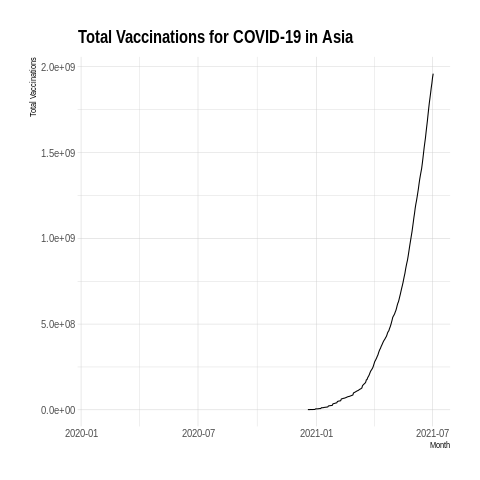 Total Vaccinations for COVID-19 in Asia
Total Vaccinations
2.0e+09
1.5e+09
1.0e+09
5.0e+08
0.0e+00
2020-01
2020-07
2021-01
2021-07
Month